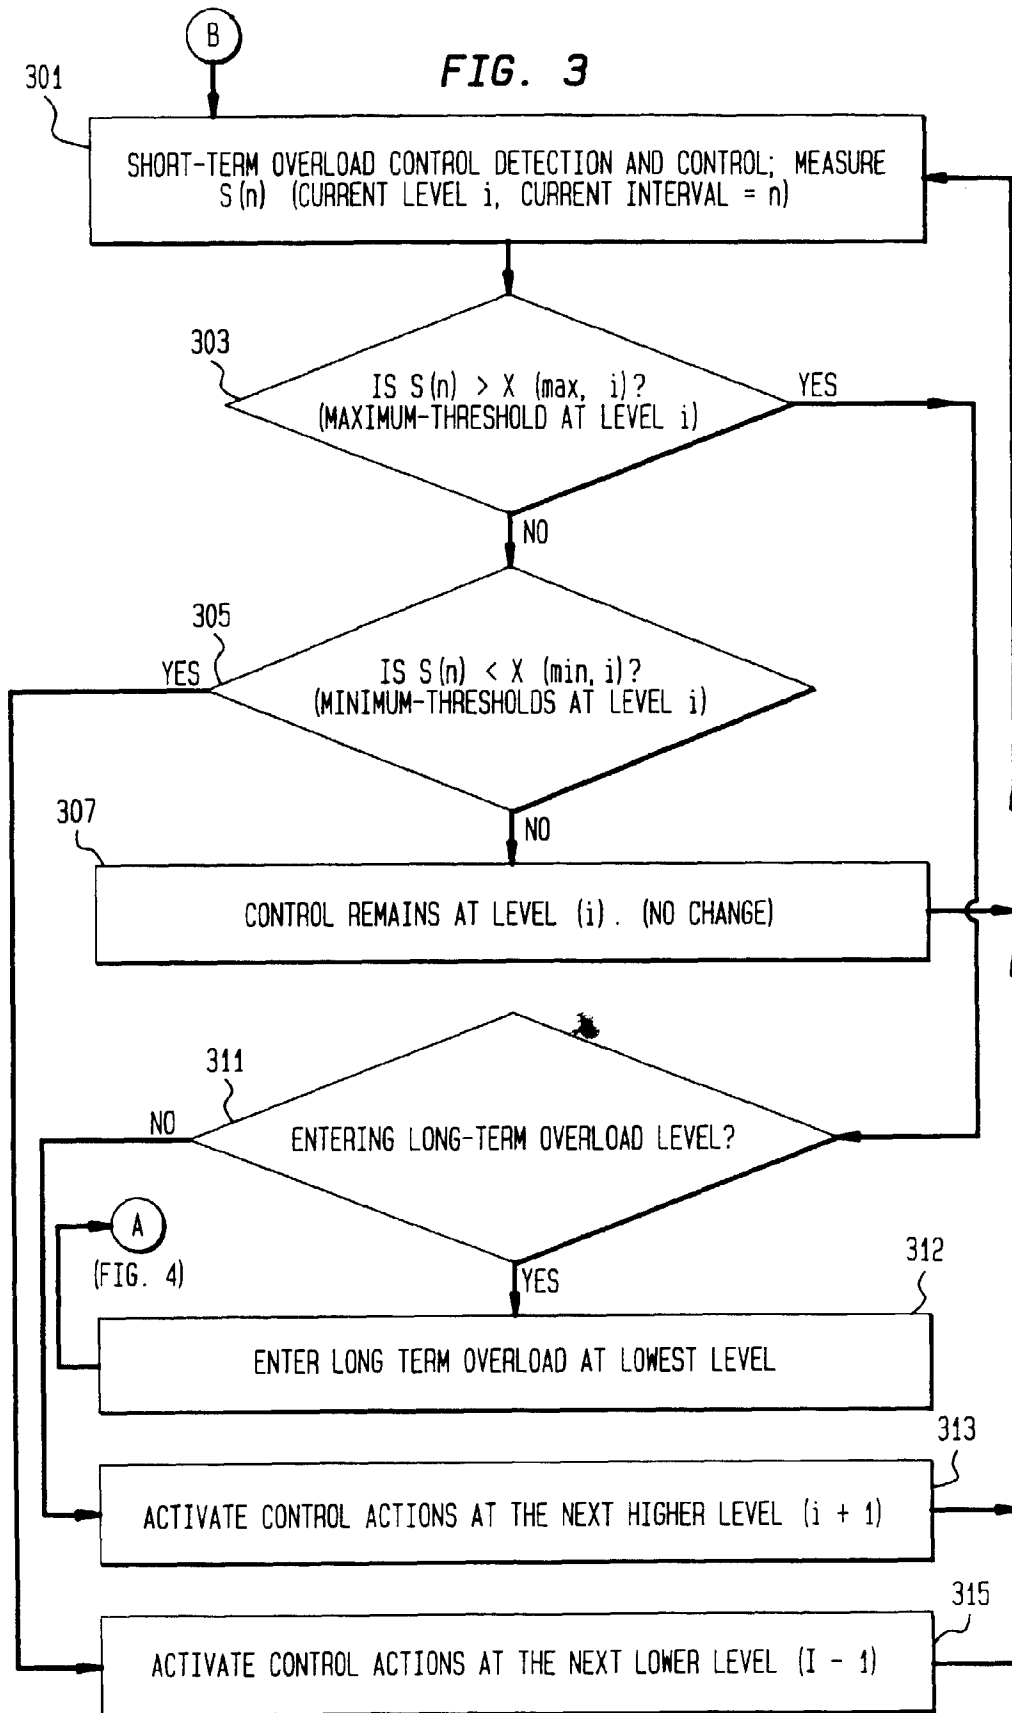 B
FIG. 3
301
SHORT-TERM OVERLOAD CONTROL DETECTION AND CONTROL; MEASURE
S(n) (CURRENT LEVEL i, CURRENT INTERVAL = n)
303
IS S(n) > X (max, i)?
(MAXIMUM-THRESHOLD AT LEVEL i)
YES
NO
305
YES
IS S(n) < X (min, i)?
(MINIMUM-THRESHOLDS AT LEVEL i)
NO
307
CONTROL REMAINS AT LEVEL (i). (NO CHANGE)
311
NO
ENTERING LONG-TERM OVERLOAD LEVEL?
A
(FIG. 4)
YES
312
ENTER LONG TERM OVERLOAD AT LOWEST LEVEL
313
ACTIVATE CONTROL ACTIONS AT THE NEXT HIGHER LEVEL (i + 1)
315
ACTIVATE CONTROL ACTIONS AT THE NEXT LOWER LEVEL (I - 1)